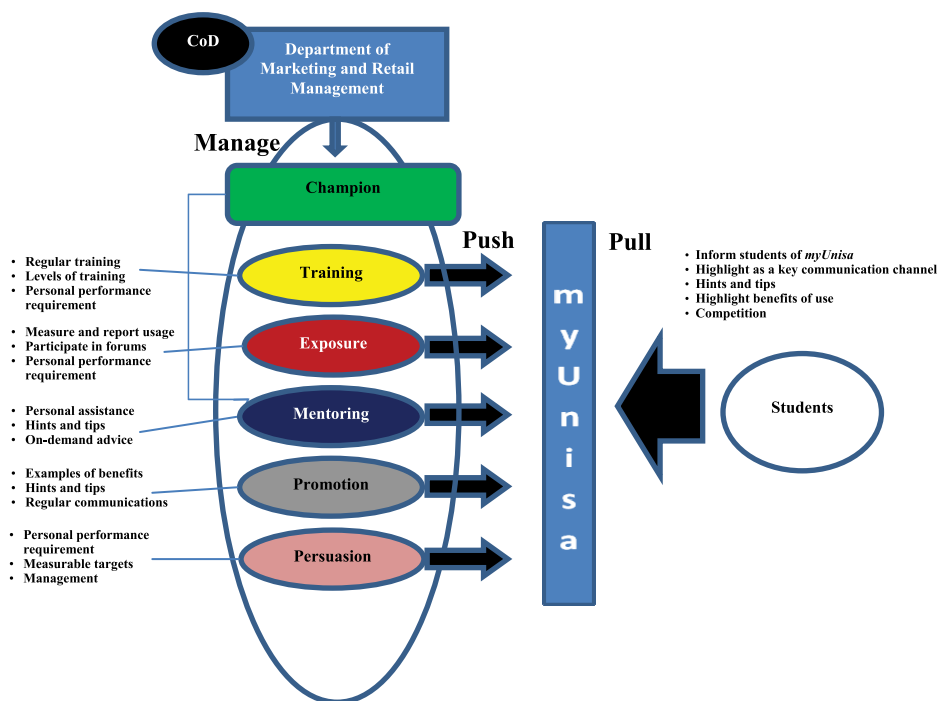 CoD
Department of
Marketing and Retail
Management
Manage
Champion
Push
Pull
• Regular training
• Levels of training
• Personal performance
requirement
Training
• Measure and report usage
• Participate in forums
• Personal performance
requirement
Exposure
• Personal assistance
• Hints and tips
• On-demand advice
Mentoring
• Examples of benefits
• Hints and tips
• Regular communications
Promotion
• Personal performance
requirement
• Measurable targets
• Management
Persuasion
myUnisa
• Inform students of myUnisa
• Highlight as a key communication channel
• Hints and tips
• Highlight benefits of use
• Competition
Students